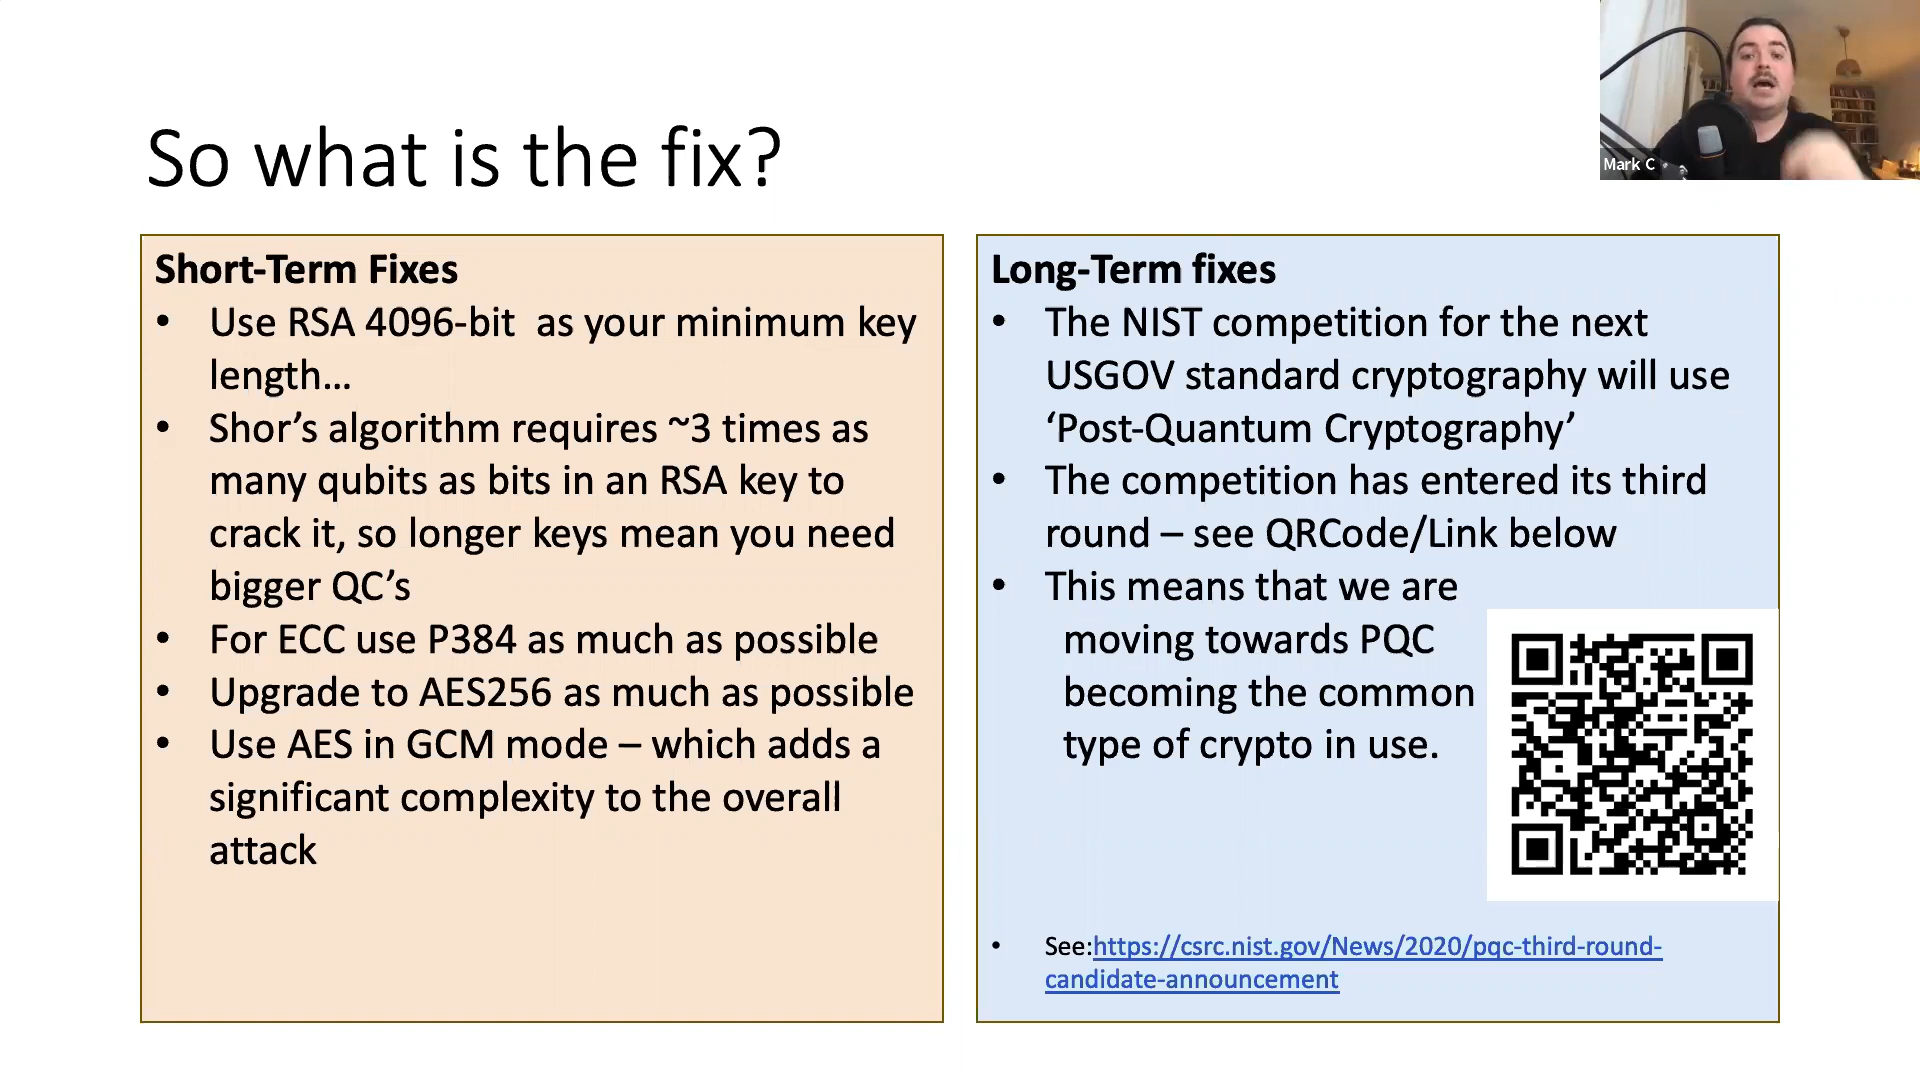 So what is the fix?
Mark C
Short-Term Fixes
• Use RSA 4096-bit  as your minimum key
length…
• Shor’s algorithm requires ~3 times as
many qubits as bits in an RSA key to
crack it, so longer keys mean you need
bigger QC’s
• For ECC use P384 as much as possible
• Upgrade to AES256 as much as possible
• Use AES in GCM mode – which adds a
significant complexity to the overall
attack
Long-Term fixes
• The NIST competition for the next
USGOV standard cryptography will use
‘Post-Quantum Cryptography’
• The competition has entered its third
round – see QRCode/Link below
• This means that we are
moving towards PQC
becoming the common
type of crypto in use.
• See:https://csrc.nist.gov/News/2020/pqc-third-round-
candidate-announcement